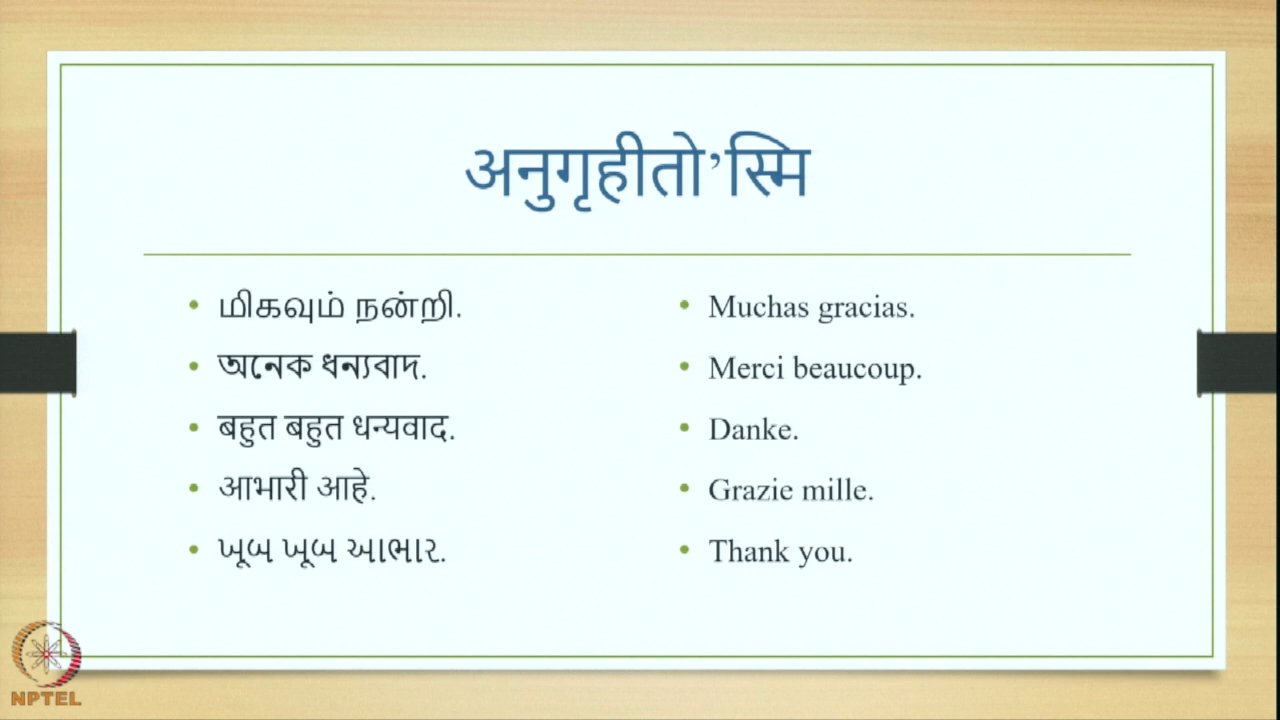 अनुगृहीतो’स्मि
மிகவும் நன்றி.
অনেক ধন্যবাদ.
बहुत बहुत धन्यवाद.
आभारी आहे.
ખૂબ ખૂબ આભાર.
Muchas gracias.
Merci beaucoup.
Danke.
Grazie mille.
Thank you.
NPTEL